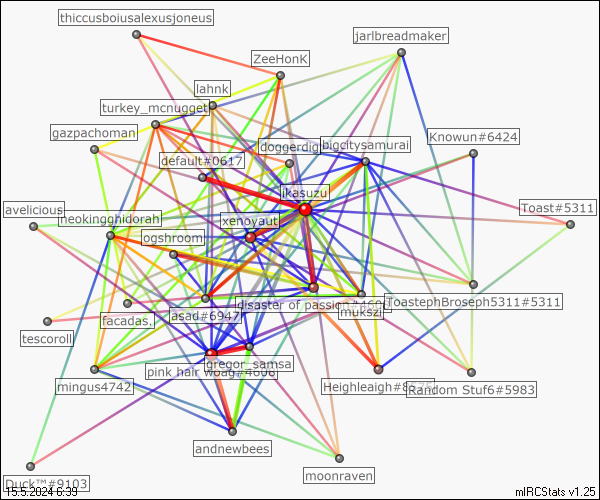 thiccusboiusalexusjoneus
jarlbreadmaker
ZeeHonK
lahnk
turkey_mcnugget
gazpachoman
doggerdig
bigcitysamurai
Knowun#6424
default#0617
ikasuzu
avelicious
neokingghidorah
xenoyaut
Toast#5311
ogshroom
disaster of passion
ToastephBroseph5311#5311
facadas.
asad#6947
mukszi
tescoroll
gregor_samsa
pink hair woag#4606
mingus4742
Heighleaigh#8
Random Stuf6#5983
andnewbees
moonraven
Duck™#9103
15.5.2024 6:39
mIRCStats v1.25